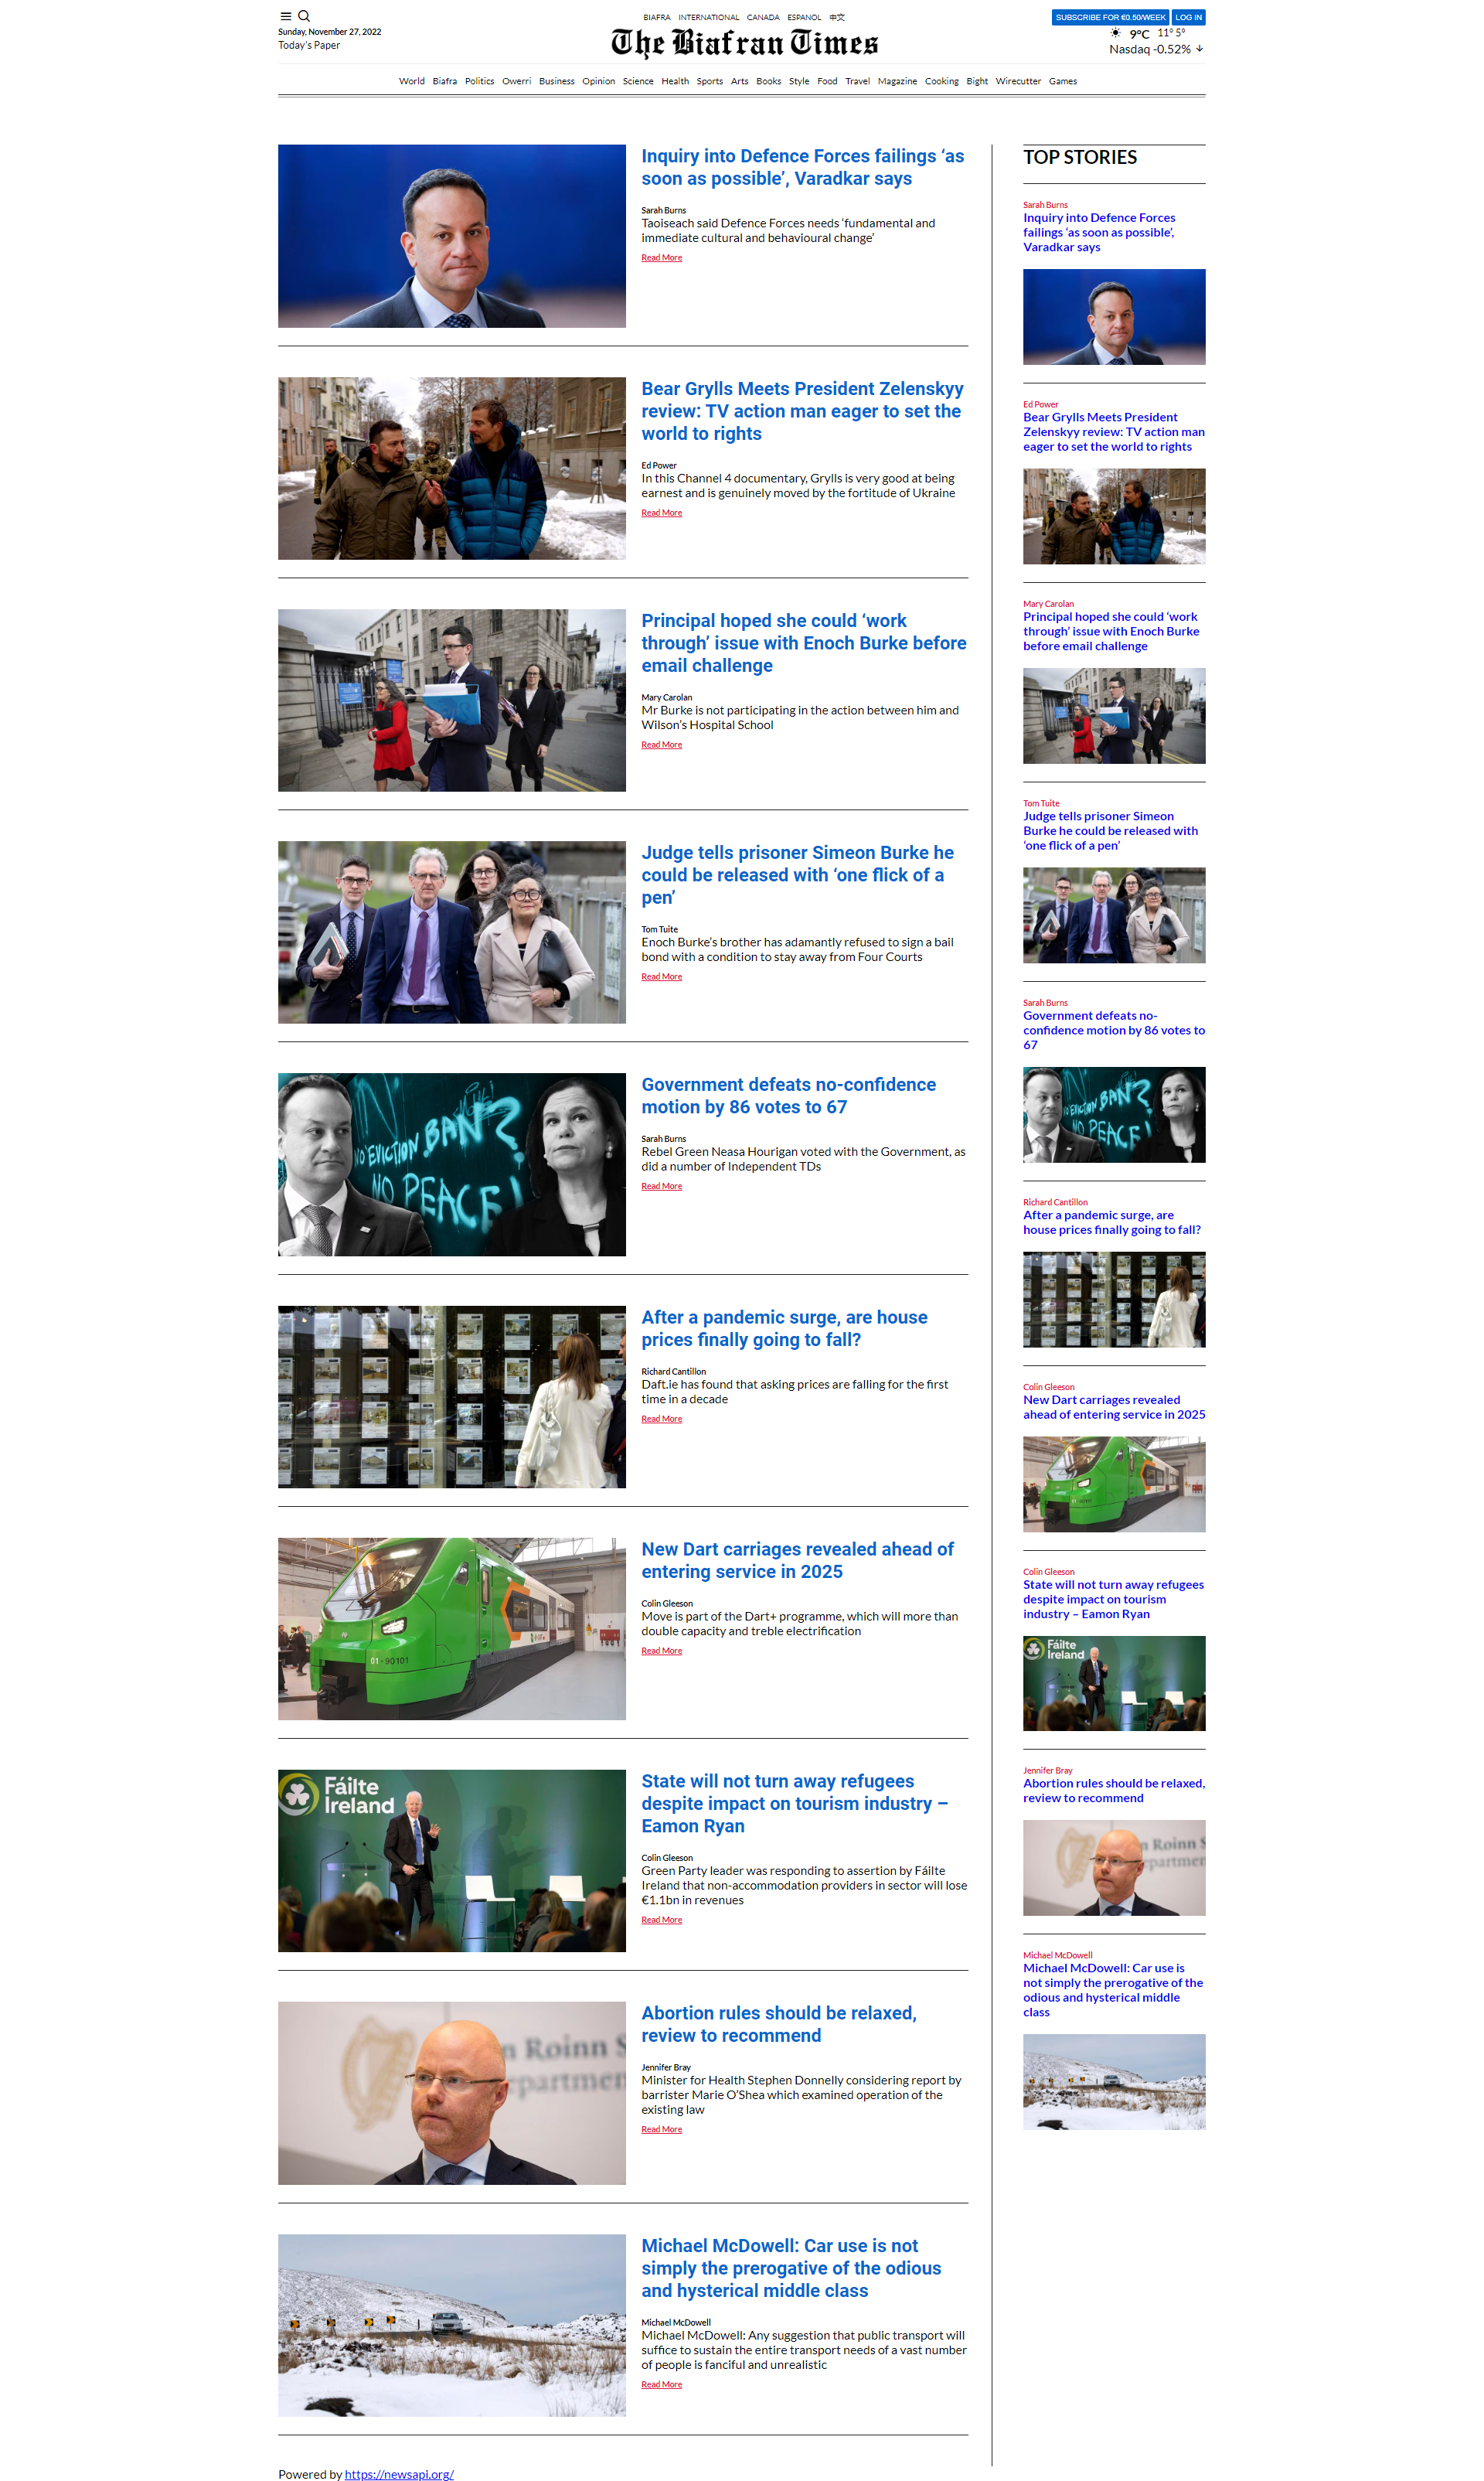 BIAFRA INTERNATIONAL CANADA ESPANOL 中文
SUBSCRIBE FOR €0.50/WEEK LOG IN
Sunday, November 27, 2022
Today's Paper
The Biafran Times
9°C 11° 5°
Nasdaq -0.52%
World Biafra Politics Owerri Business Opinion Science Health Sports Arts Books Style Food Travel Magazine Cooking Bight Wirecutter Games
Inquiry into Defence Forces failings ‘as
soon as possible’, Varadkar says
Sarah Burns
Taoiseach said Defence Forces needs ‘fundamental and
immediate cultural and behavioural change’
Read More
Bear Grylls Meets President Zelenskyy
review: TV action man eager to set the
world to rights
Ed Power
In this Channel 4 documentary, Grylls is very good at being
earnest and is genuinely moved by the fortitude of Ukraine
Read More
Principal hoped she could ‘work
through’ issue with Enoch Burke before
email challenge
Mary Carolan
Mr Burke is not participating in the action between him and
Wilson’s Hospital School
Read More
Judge tells prisoner Simeon Burke he
could be released with ‘one flick of a
pen’
Tom Tuite
Enoch Burke’s brother has adamantly refused to sign a bail
bond with a condition to stay away from Four Courts
Read More
NO EVICTION BAN?
NO PEACE!
Government defeats no-confidence
motion by 86 votes to 67
Sarah Burns
Rebel Green Neasa Hourigan voted with the Government, as
did a number of Independent TDs
Read More
After a pandemic surge, are house
prices finally going to fall?
Richard Cantillon
Daft.ie has found that asking prices are falling for the first
time in a decade
Read More
01 - 90101
New Dart carriages revealed ahead of
entering service in 2025
Colin Gleeson
Move is part of the Dart+ programme, which will more than
double capacity and treble electrification
Read More
Fáilte
Ireland
State will not turn away refugees
despite impact on tourism industry –
Eamon Ryan
Colin Gleeson
Green Party leader was responding to assertion by Fáilte
Ireland that non-accommodation providers in sector will lose
€1.1bn in revenues
Read More
n Roinn S
epartmen
Abortion rules should be relaxed,
review to recommend
Jennifer Bray
Minister for Health Stephen Donnelly considering report by
barrister Marie O’Shea which examined operation of the
existing law
Read More
Michael McDowell: Car use is not
simply the prerogative of the odious
and hysterical middle class
Michael McDowell
Michael McDowell: Any suggestion that public transport will
suffice to sustain the entire transport needs of a vast number
of people is fanciful and unrealistic
Read More
TOP STORIES
Sarah Burns
Inquiry into Defence Forces
failings ‘as soon as possible’,
Varadkar says
Ed Power
Bear Grylls Meets President
Zelenskyy review: TV action man
eager to set the world to rights
Mary Carolan
Principal hoped she could ‘work
through’ issue with Enoch Burke
before email challenge
Tom Tuite
Judge tells prisoner Simeon
Burke he could be released with
‘one flick of a pen’
Sarah Burns
Government defeats no-
confidence motion by 86 votes to
67
NO EVICTION BAN?
NO PEACE!
Richard Cantillon
After a pandemic surge, are
house prices finally going to fall?
Colin Gleeson
New Dart carriages revealed
ahead of entering service in 2025
Colin Gleeson
State will not turn away refugees
despite impact on tourism
industry – Eamon Ryan
Fáilte
Ireland
Jennifer Bray
Abortion rules should be relaxed,
review to recommend
n Roinn S
epartmen
Michael McDowell
Michael McDowell: Car use is
not simply the prerogative of the
odious and hysterical middle
class
Powered by https://newsapi.org/